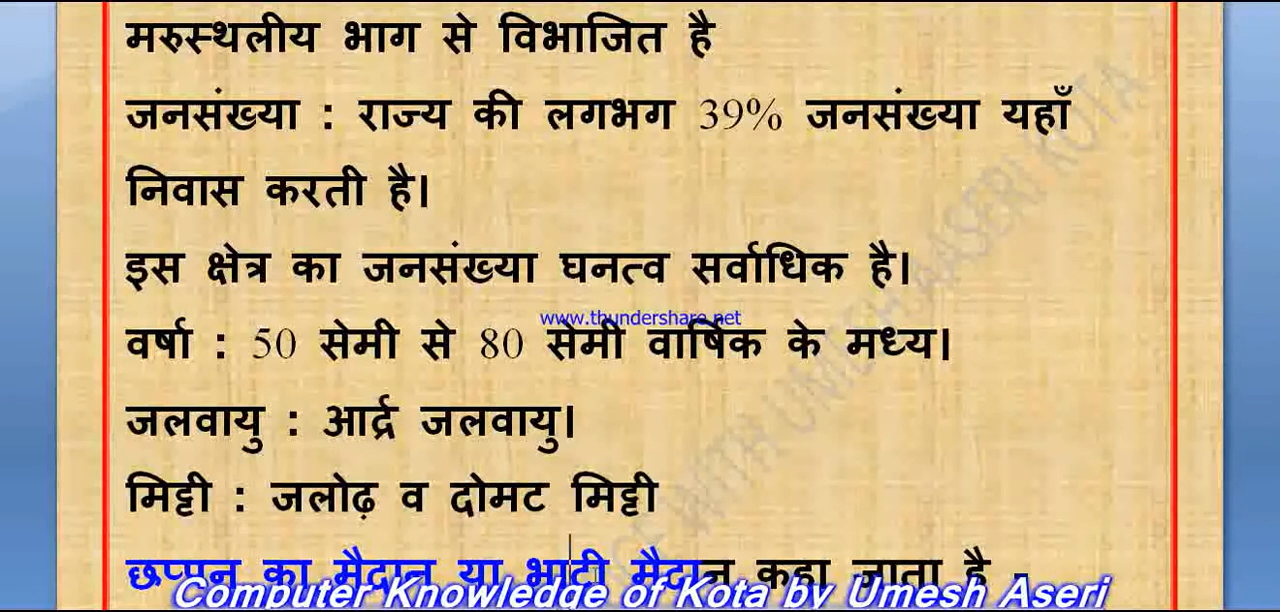 मरुस्थलीय भाग से विभाजित है
जनसंख्या : राज्य की लगभग 39% जनसंख्या यहाँ
निवास करती है।
इस क्षेत्र का जनसंख्या घनत्व सर्वाधिक है।
www.thundershare.net
वर्षा : 50 सेमी से 80 सेमी वार्षिक के मध्य।
जलवायु : आर्द्र जलवायु।
मिट्टी : जलोढ़ व दोमट मिट्टी
छप्पन का मैदान या भाटी मैदान कहा जाता है -
Computer Knowledge of Kota by Umesh Aseri